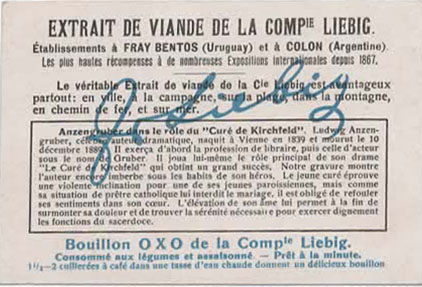 EXTRAIT DE VIANDE DE LA COMPIE LIEBIG.
Établissements à FRAY BENTOS (Uruguay) et à COLON (Argentine).
Les plus hautes récompenses à de nombreuses Expositions internationales depuis 1867.
Le véritable Extrait de viande de la Cie Liebig est avantageux
partout: en ville, à la campagne, sur la plage, dans la montagne,
en chemin de fer, et sur mer.
J v Liebig
Anzengruber dans le rôle du "Curé de Kirchfeld". Ludwig Anzen-
gruber, célèbre auteur dramatique, naquit à Vienne en 1839 et mourut le 10
décembre 1889. Il exerça d'abord la profession de libraire, puis celle d'acteur
sous le nom de Gruber. Il joua lui-même le rôle principal de son drame
"Le Curé de Kirchfeld" qui obtint un grand succès. Notre gravure montre
l'auteur encore imberbe sous les habits de son héros. Le jeune curé éprouve
une violente inclination pour une de ses jeunes paroissiennes, mais comme
sa situation de prêtre catholique lui interdit le mariage, il est obligé de refouler
ses sentiments dans son cœur. L'élévation de son âme lui permet à la fin de
surmonter sa douleur et de trouver la sérénité nécessaire pour exercer dignement
les fonctions du sacerdoce.
Bouillon OXO de la Compie Liebig.
Consommé aux légumes et assaisonné. – Prêt à la minute.
1½-2 cuillerées à café dans une tasse d'eau chaude donnent un délicieux bouillon